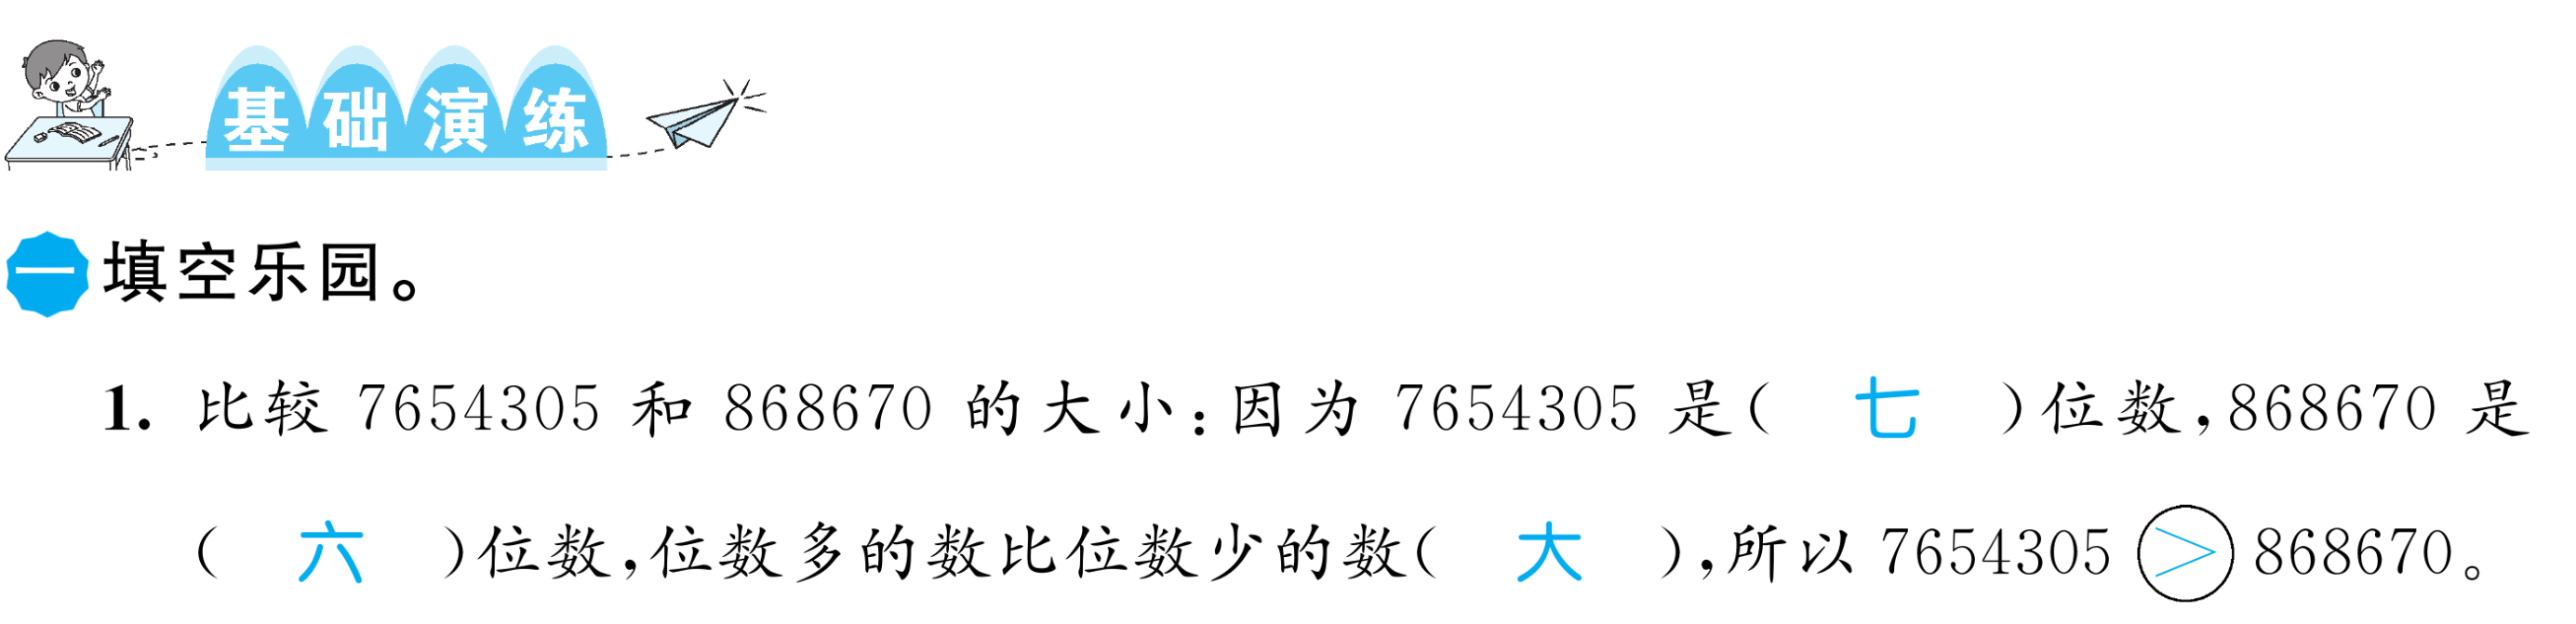 基础演练
一 填空乐园。
1. 比较 7654305 和 868670 的大小:因为 7654305 是( 七 )位数,868670 是
( 六 )位数,位数多的数比位数少的数( 大 ),所以 7654305 > 868670。